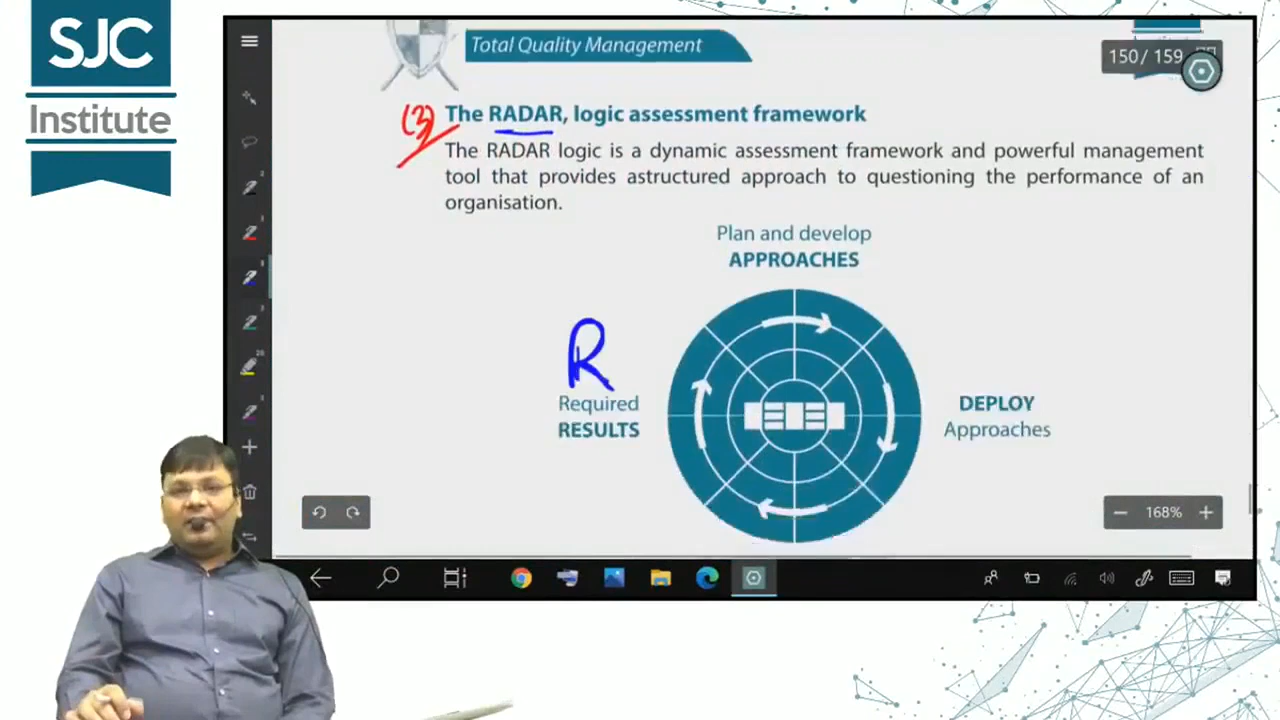 SJC
Institute
Total Quality Management
150 / 159
(3)
The RADAR, logic assessment framework
The RADAR logic is a dynamic assessment framework and powerful management
tool that provides astructured approach to questioning the performance of an
organisation.
Plan and develop
APPROACHES
R
Required
RESULTS
DEPLOY
Approaches
168%